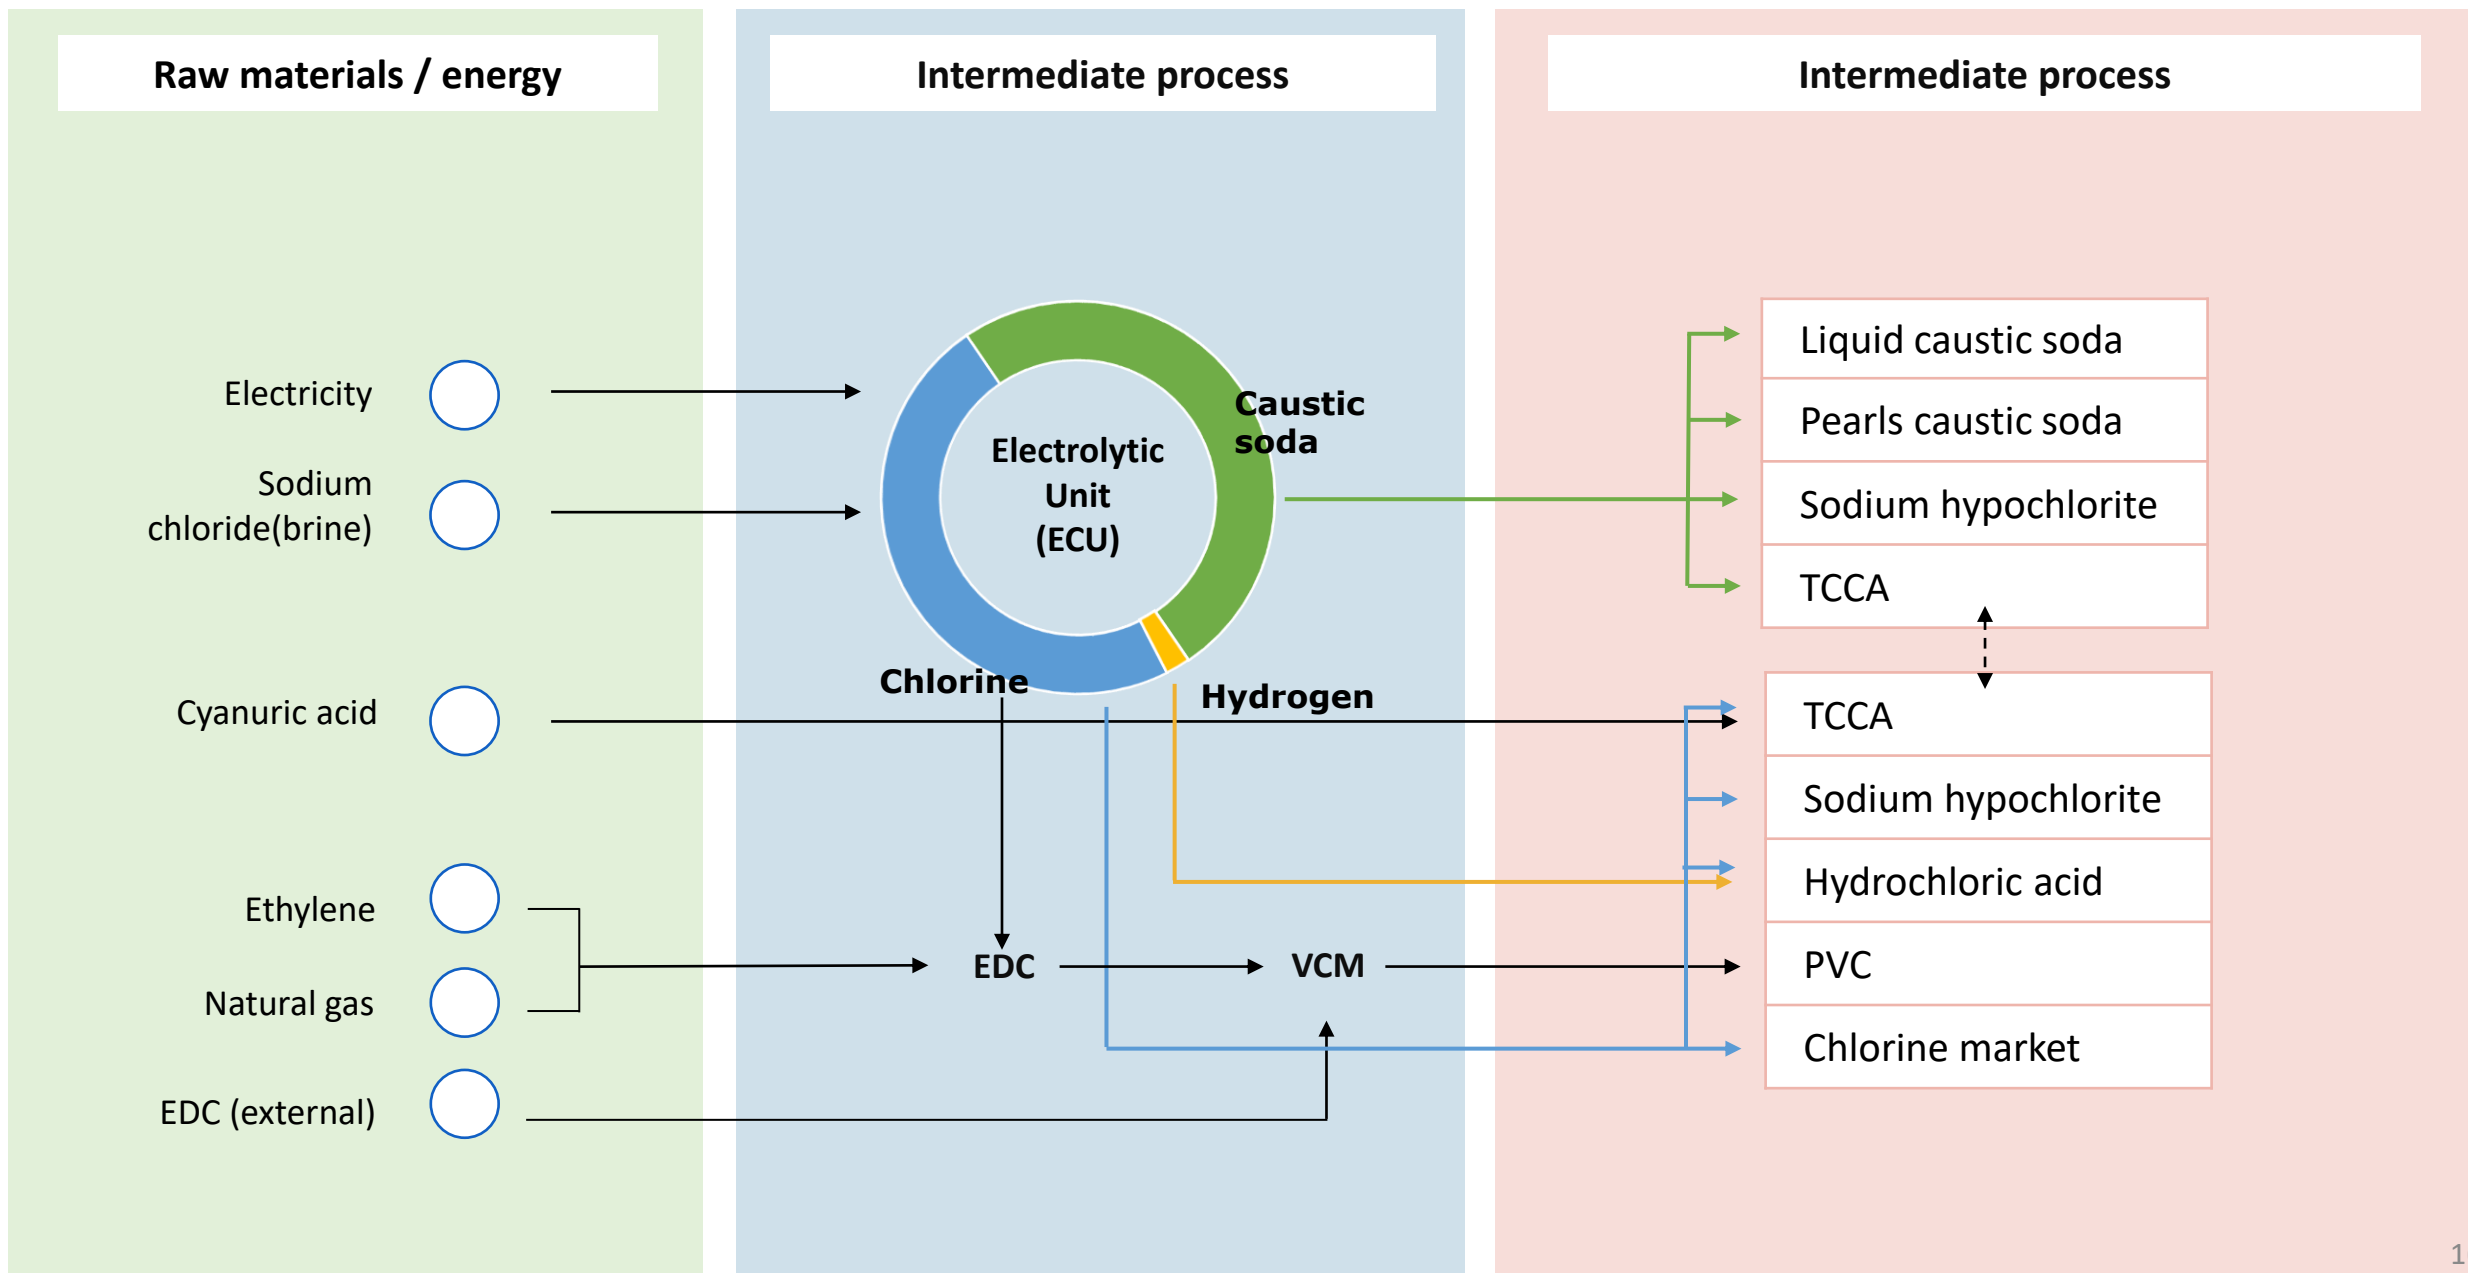 Raw materials / energy
Intermediate process
Intermediate process
Electricity
Sodium
chloride(brine)
Cyanuric acid
Ethylene
Natural gas
EDC (external)
Electrolytic
Unit
(ECU)
Caustic
soda
Chlorine
Hydrogen
EDC
VCM
Liquid caustic soda
Pearls caustic soda
Sodium hypochlorite
TCCA
TCCA
Sodium hypochlorite
Hydrochloric acid
PVC
Chlorine market